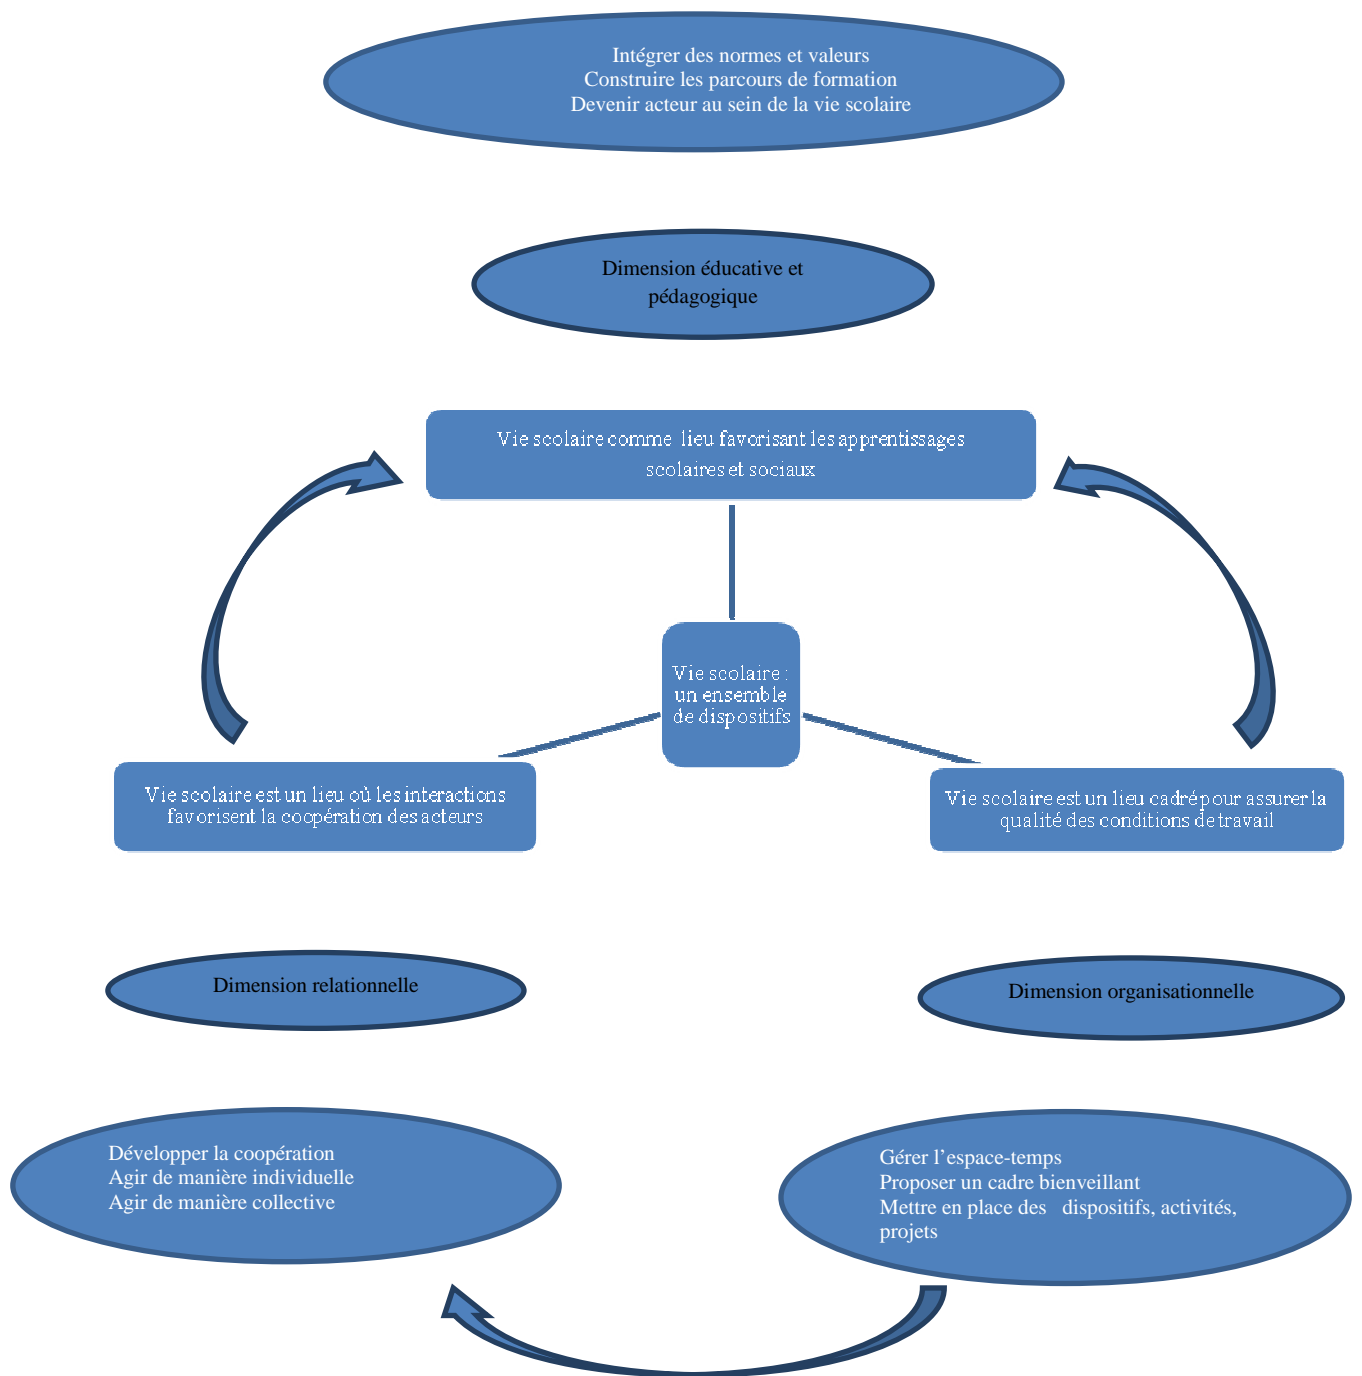 Intégrer des normes et valeurs
Construire les parcours de formation
Devenir acteur au sein de la vie scolaire
Dimension éducative et
pédagogique
Vie scolaire comme lieu favorisant les apprentissages
scolaires et sociaux
Vie scolaire :
un ensemble
de dispositifs
Vie scolaire est un lieu où les interactions
favorisent la coopération des acteurs
Vie scolaire est un lieu cadré pour assurer la
qualité des conditions de travail
Dimension relationnelle
Dimension organisationnelle
Développer la coopération
Agir de manière individuelle
Agir de manière collective
Gérer l’espace-temps
Proposer un cadre bienveillant
Mettre en place des dispositifs, activités,
projets